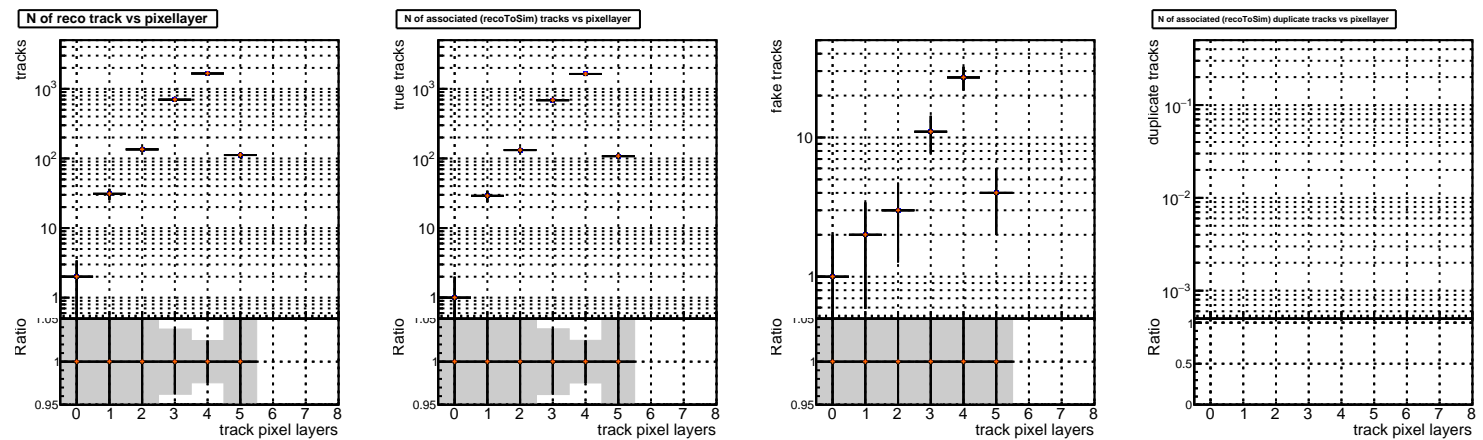 N of reco track vs pixellayer
tracks
10³
10²
10
1
Ratio
1.05
1
0.95
0 1 2 3 4 5 6 7 8
track pixel layers
N of associated (recoToSim) tracks vs pixellayer
true tracks
10³
10²
10
1
Ratio
1.05
1
0.95
0 1 2 3 4 5 6 7 8
track pixel layers
fake tracks
10
1
Ratio
1.05
1
0.95
0 1 2 3 4 5 6 7 8
track pixel layers
N of associated (recoToSim) duplicate tracks vs pixellayer
duplicate tracks
10⁻¹
10⁻²
10⁻³
Ratio
1
0.5
0
0 1 2 3 4 5 6 7 8
track pixel layers